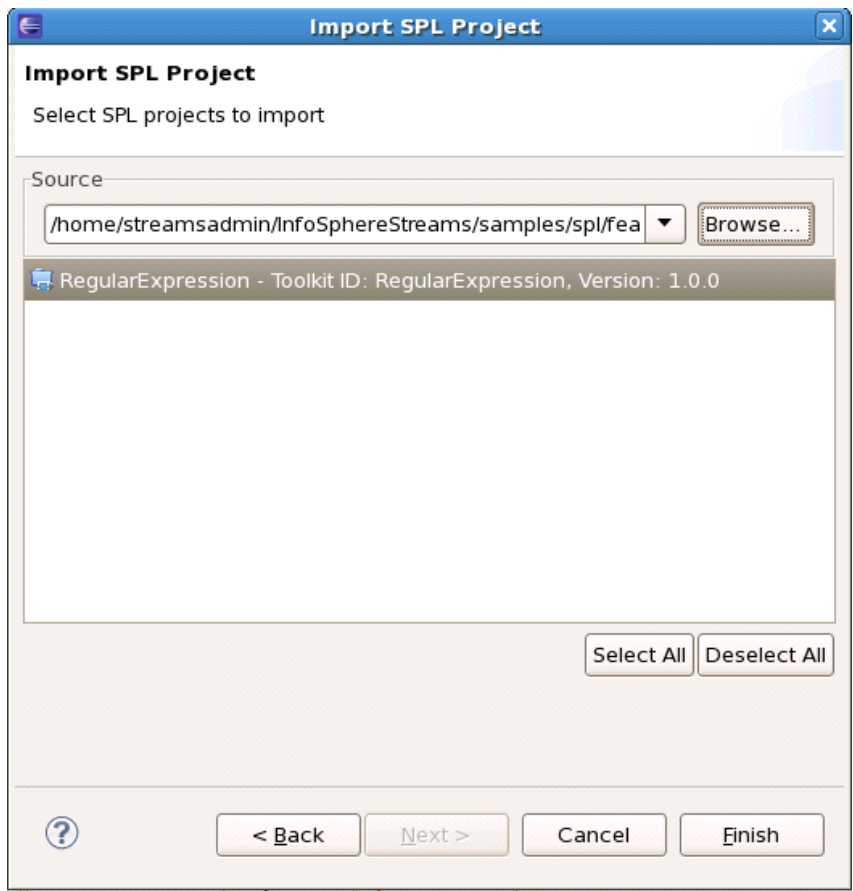 Import SPL Project
Import SPL Project
Select SPL projects to import
Source
/home/streamsadmin/InfoSphereStreams/samples/spl/fea
Browse...
RegularExpression - Toolkit ID: RegularExpression, Version: 1.0.0
Select All
Deselect All
?
< Back
Next >
Cancel
Finish